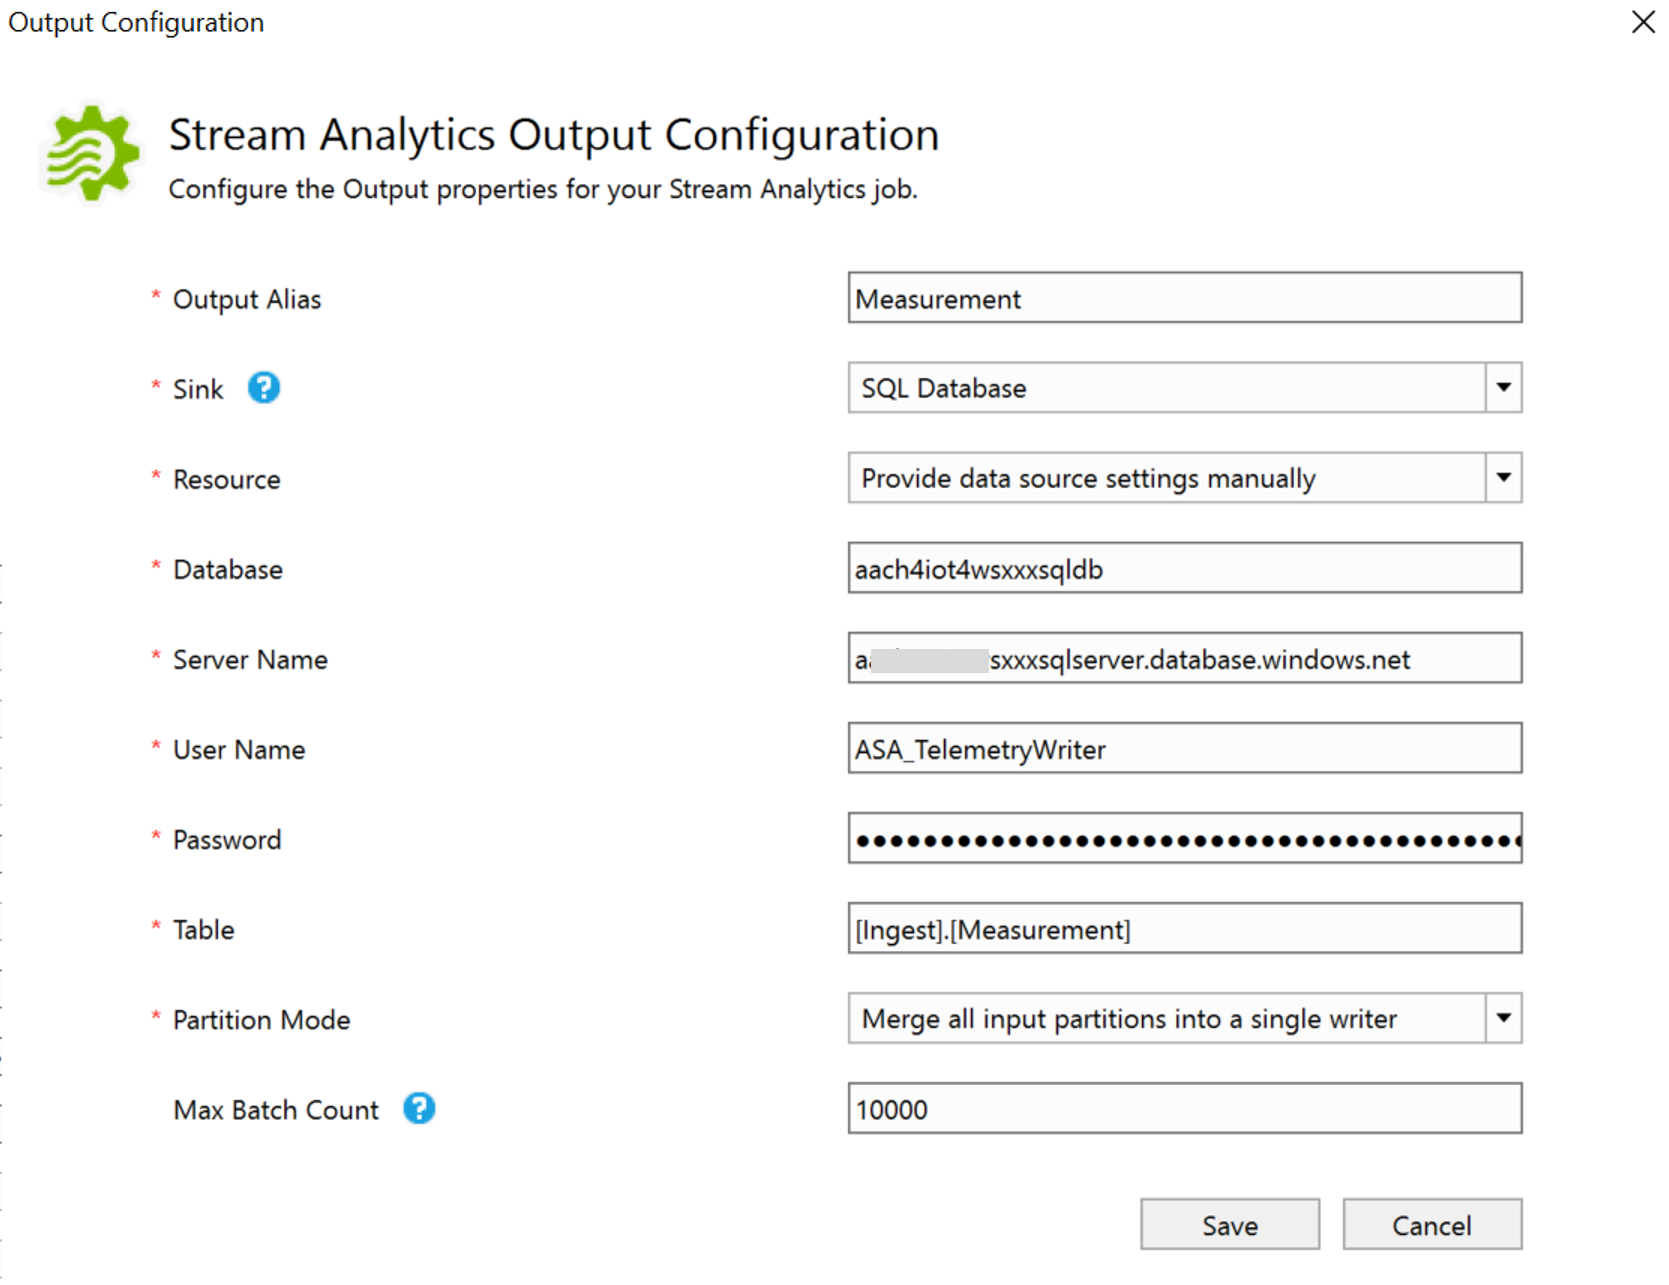 Output Configuration
Stream Analytics Output Configuration
Configure the Output properties for your Stream Analytics job.
* Output Alias Measurement
* Sink ? SQL Database
* Resource Provide data source settings manually
* Database aach4iot4wsxxxsqldb
* Server Name sxxxsqlserver.database.windows.net
* User Name ASA_TelemetryWriter
* Password
* Table [Ingest].[Measurement]
* Partition Mode Merge all input partitions into a single writer
Max Batch Count ? 10000
Save Cancel